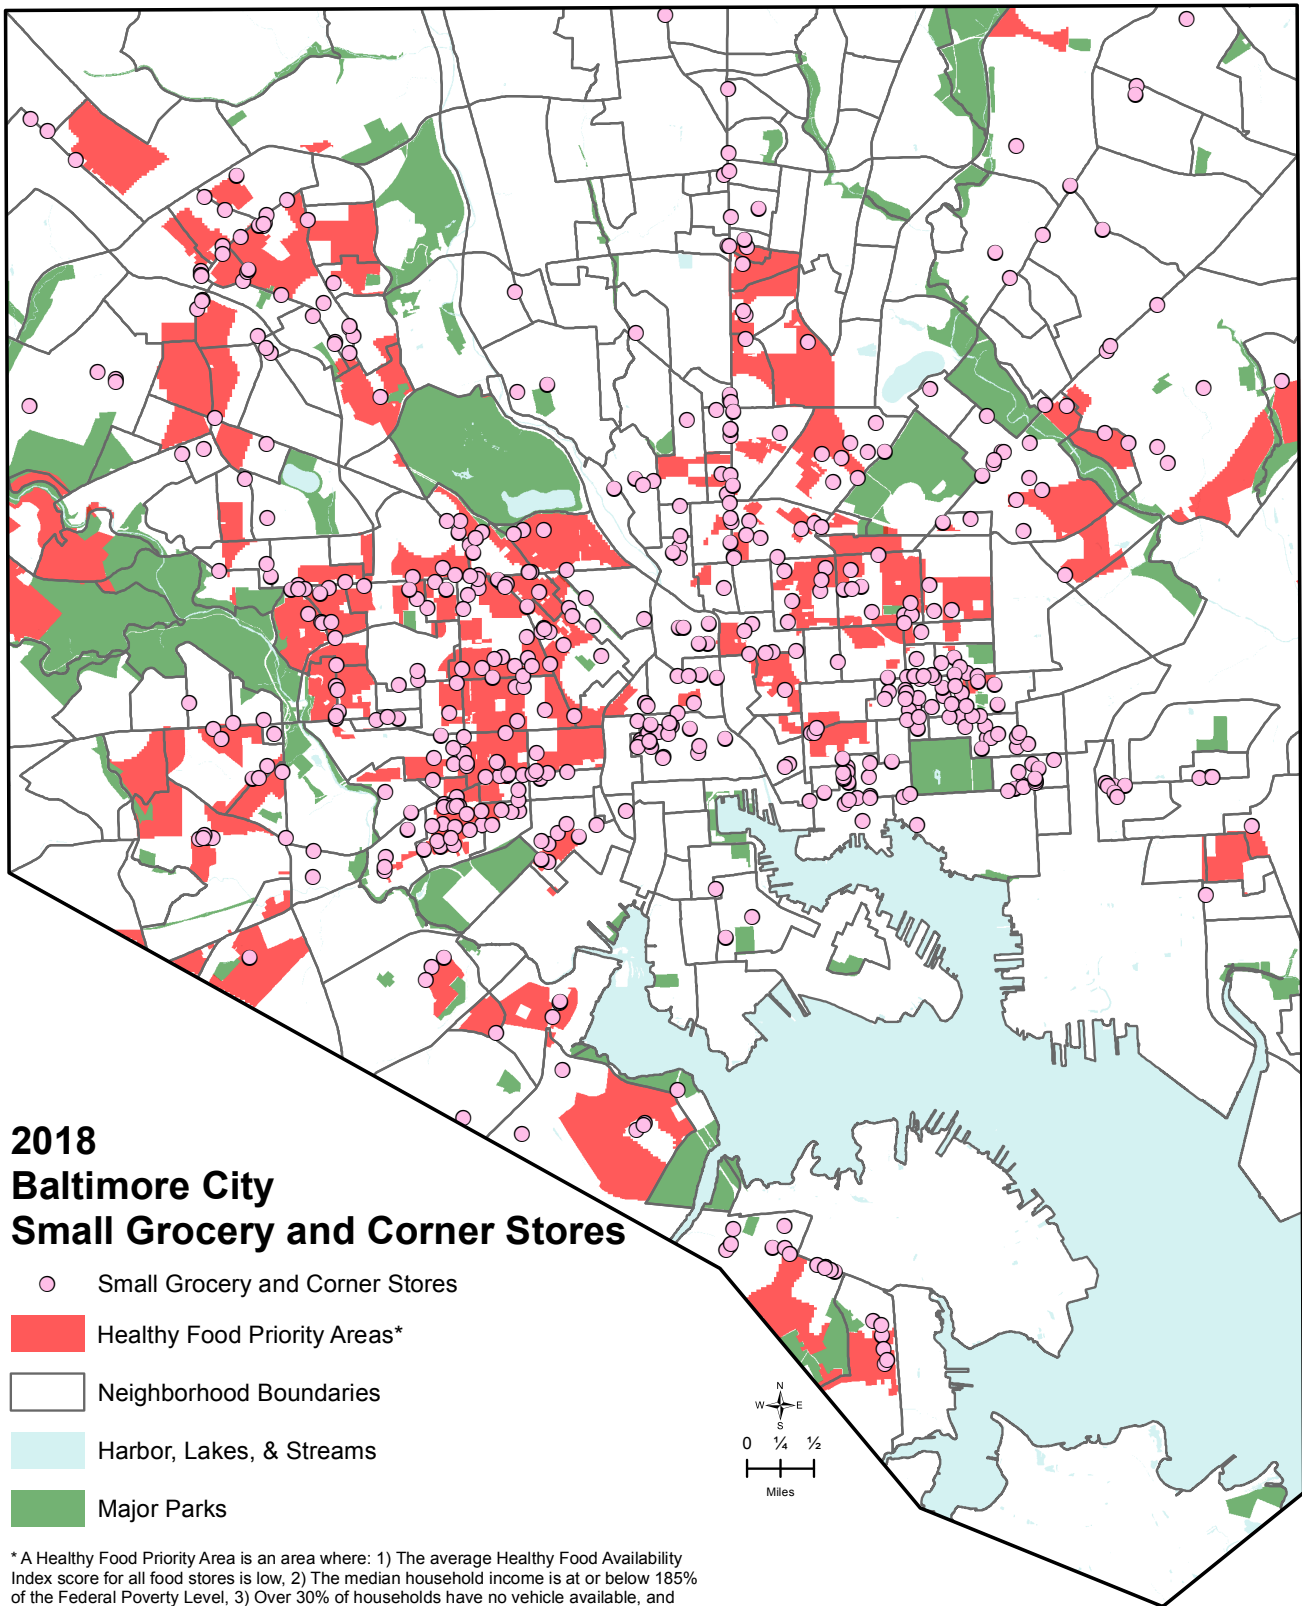 2018
Baltimore City
Small Grocery and Corner Stores
Small Grocery and Corner Stores
Healthy Food Priority Areas*
Neighborhood Boundaries
Harbor, Lakes, & Streams
Major Parks
N
W E
S
0 ¼ ½
Miles
* A Healthy Food Priority Area is an area where: 1) The average Healthy Food Availability
Index score for all food stores is low, 2) The median household income is at or below 185%
of the Federal Poverty Level, 3) Over 30% of households have no vehicle available, and